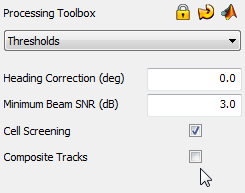 Processing Toolbox
Thresholds
Heading Correction (deg) 0.0
Minimum Beam SNR (dB) 3.0
Cell Screening
Composite Tracks